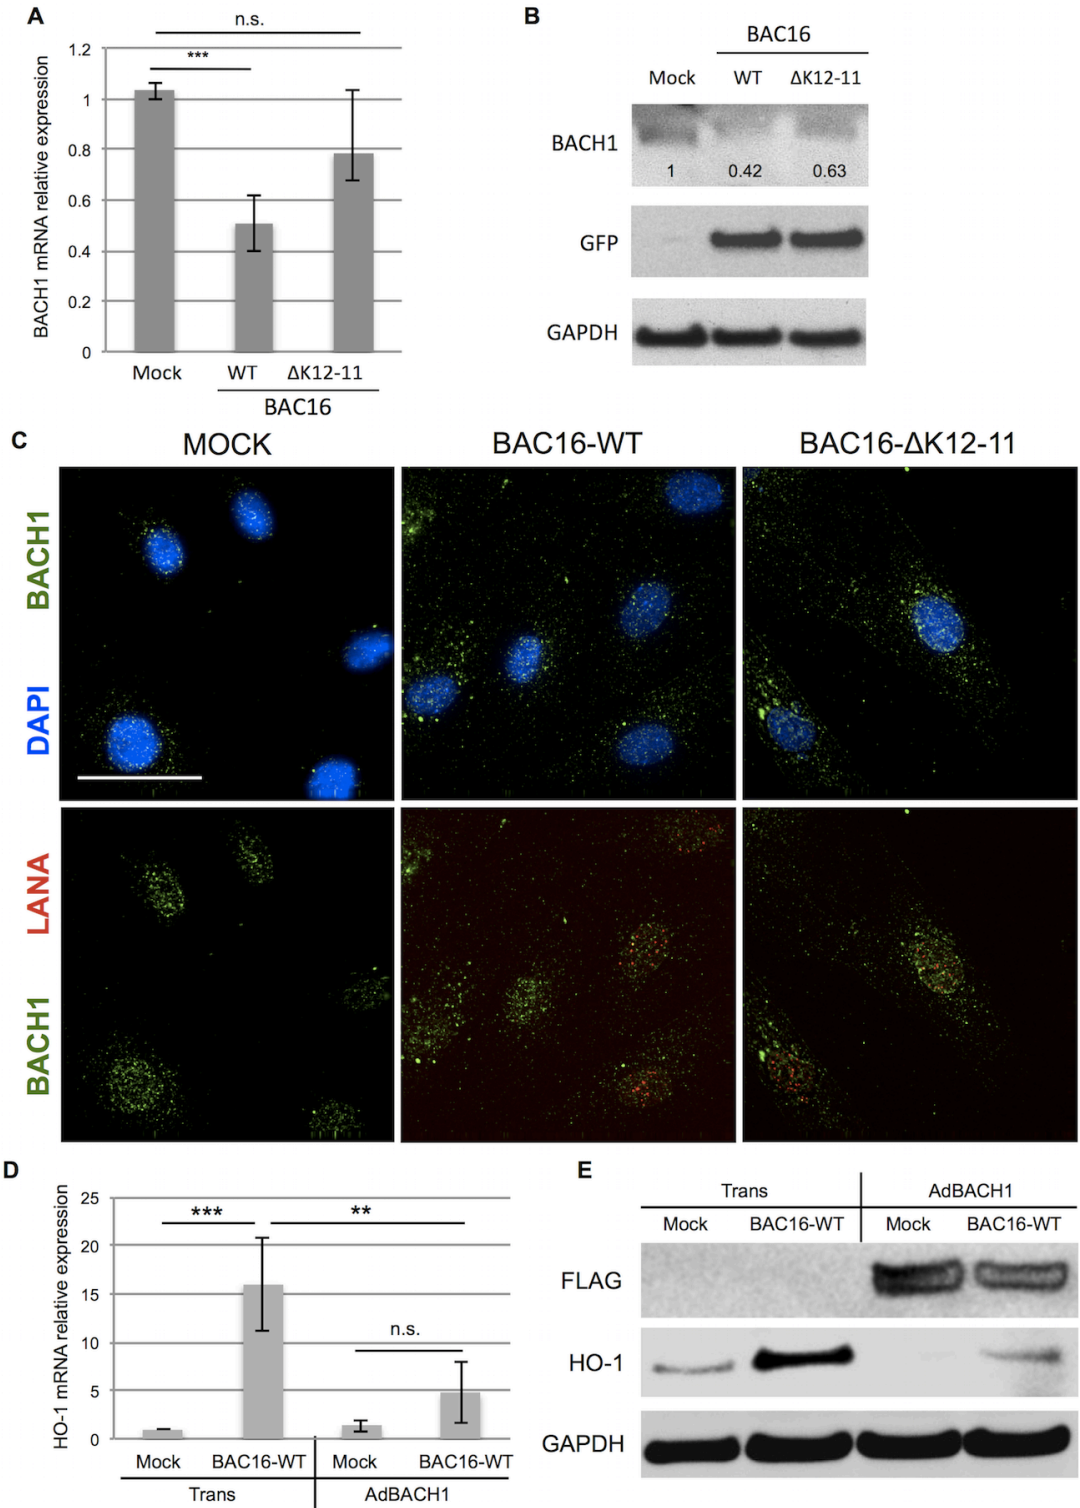 A
n.s.
***
1.2
1
0.8
0.6
0.4
0.2
0
BACH1 mRNA relative expression
Mock
WT
ΔK12-11
BAC16
B
BAC16
Mock
WT
ΔK12-11
BACH1
1
0.42
0.63
GFP
GAPDH
C
MOCK
BAC16-WT
BAC16-ΔK12-11
BACH1
DAPI
LANA
BACH1
D
HO-1 mRNA relative expression
25
20
15
10
5
0
***
**
n.s.
Mock
BAC16-WT
Mock
BAC16-WT
Trans
AdBACH1
E
Trans
AdBACH1
Mock
BAC16-WT
Mock
BAC16-WT
FLAG
HO-1
GAPDH